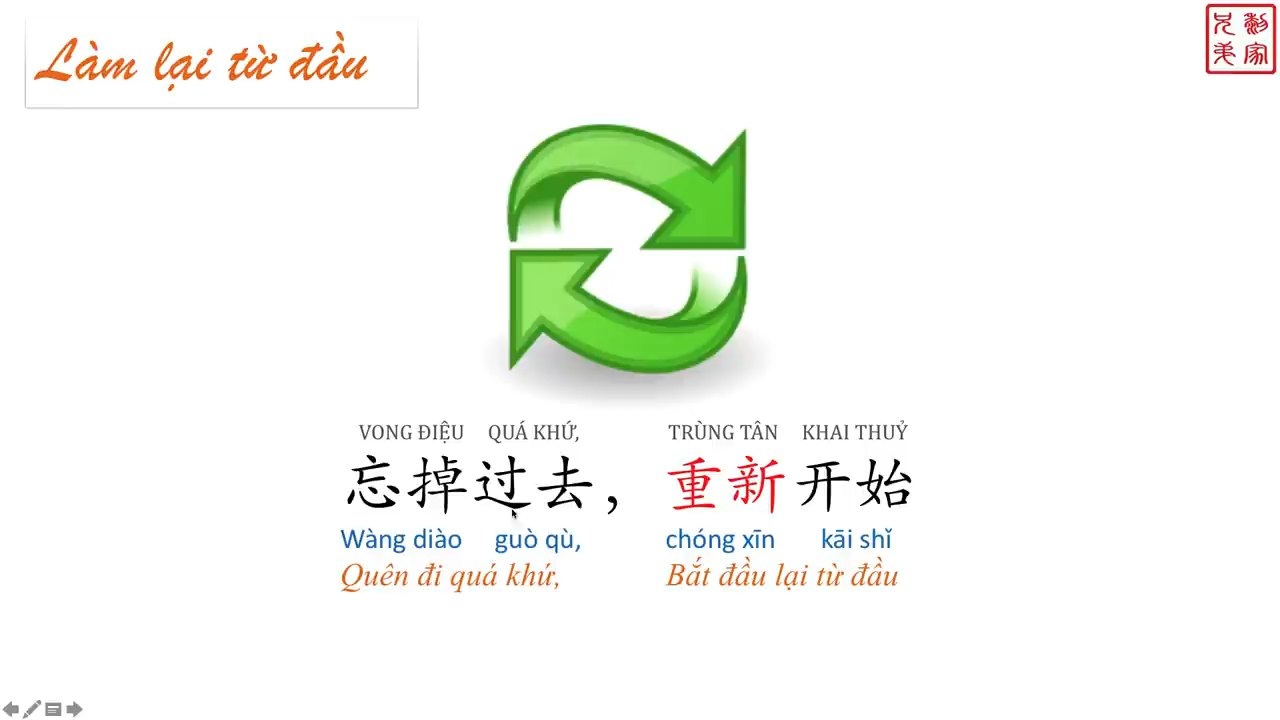 Làm lại từ đầu
VONG ĐIỆU QUÁ KHỨ, TRÙNG TÂN KHAI THUỶ
忘掉过去，重新开始
Wàng diào guò qù, chóng xīn kāi shǐ
Quên đi quá khứ, Bắt đầu lại từ đầu